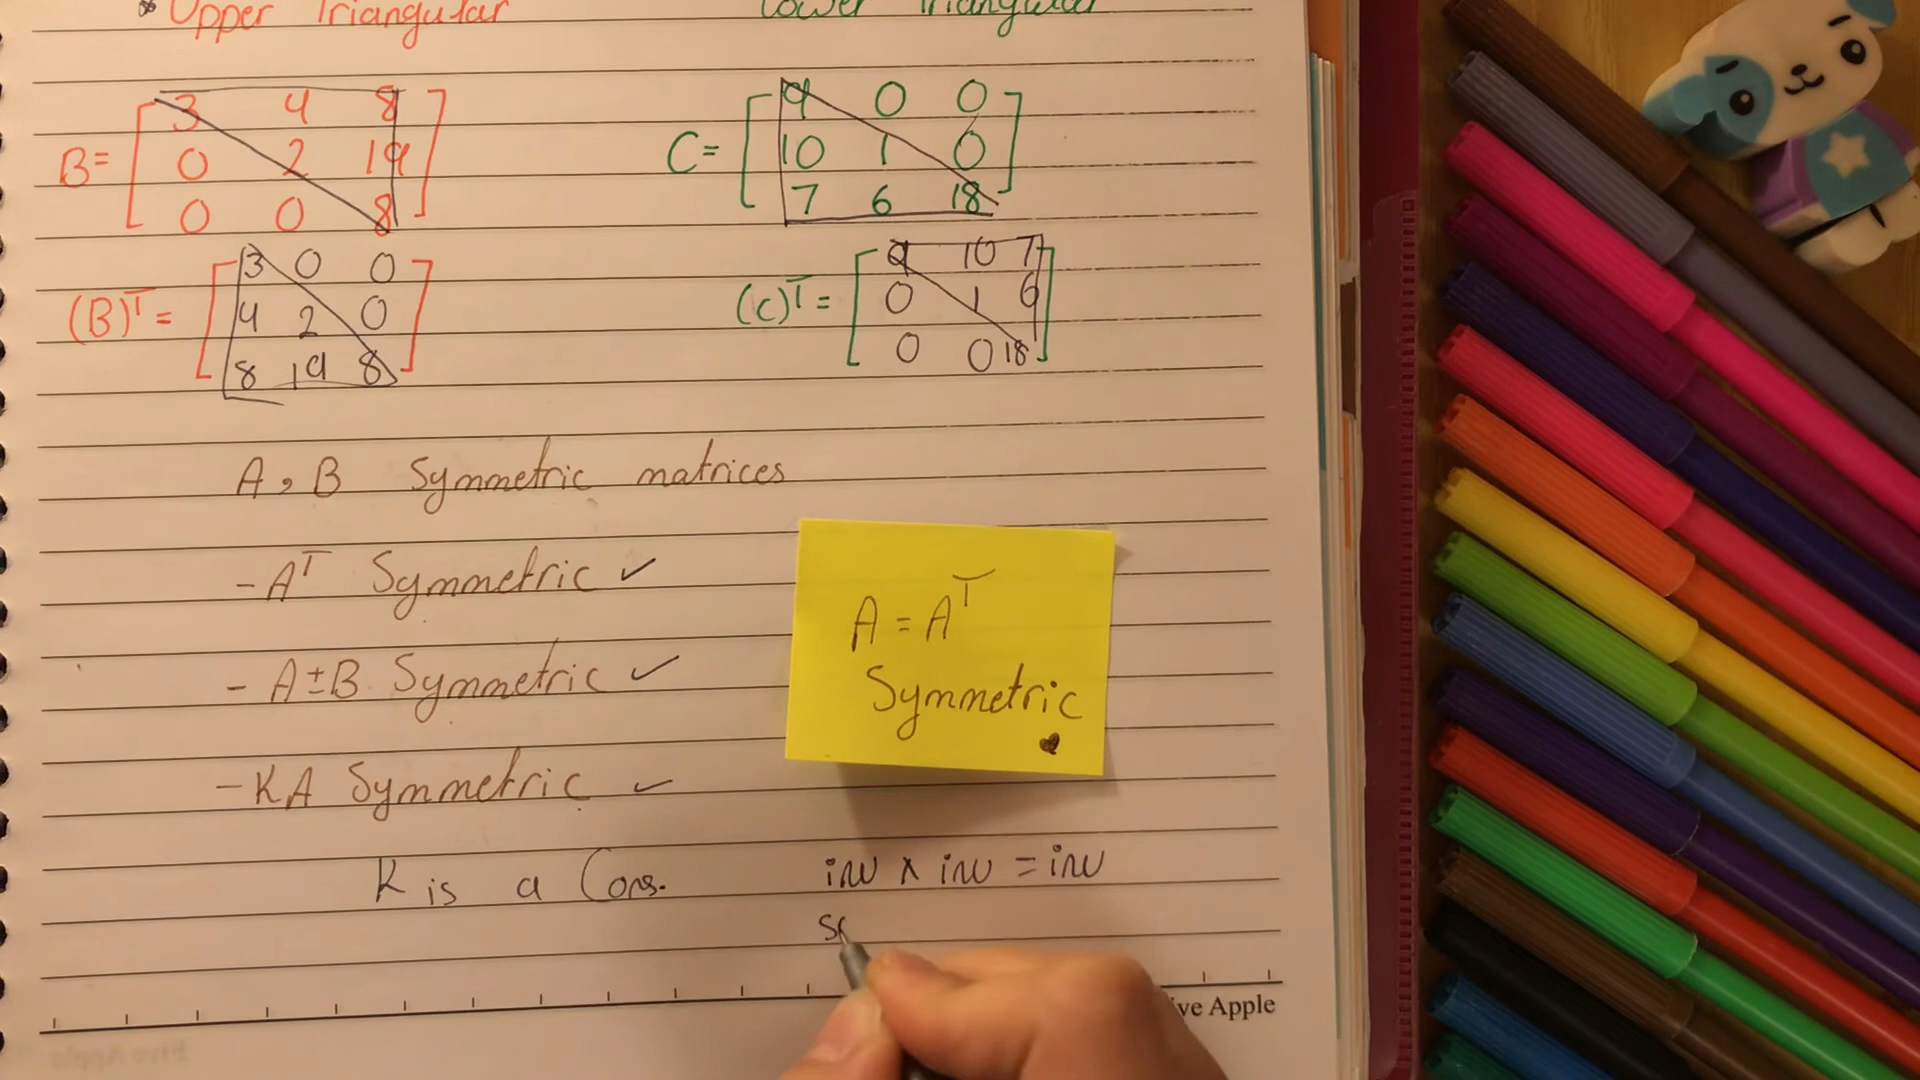 * Upper Triangular
Lower Triangular
B = [ 3 4 8
0 2 19
0 0 8 ]
C = [ 9 0 0
10 1 0
7 6 18 ]
(B)ᵀ = [ 3 0 0
4 2 0
8 19 8 ]
(C)ᵀ = [ 9 10 7
0 1 6
0 0 18 ]
A, B Symmetric matrices
- Aᵀ Symmetric ✓
- A±B Symmetric ✓
- KA Symmetric ✓
A = Aᵀ
Symmetric
K is a Cons.
inv x inv = inv
ive Apple